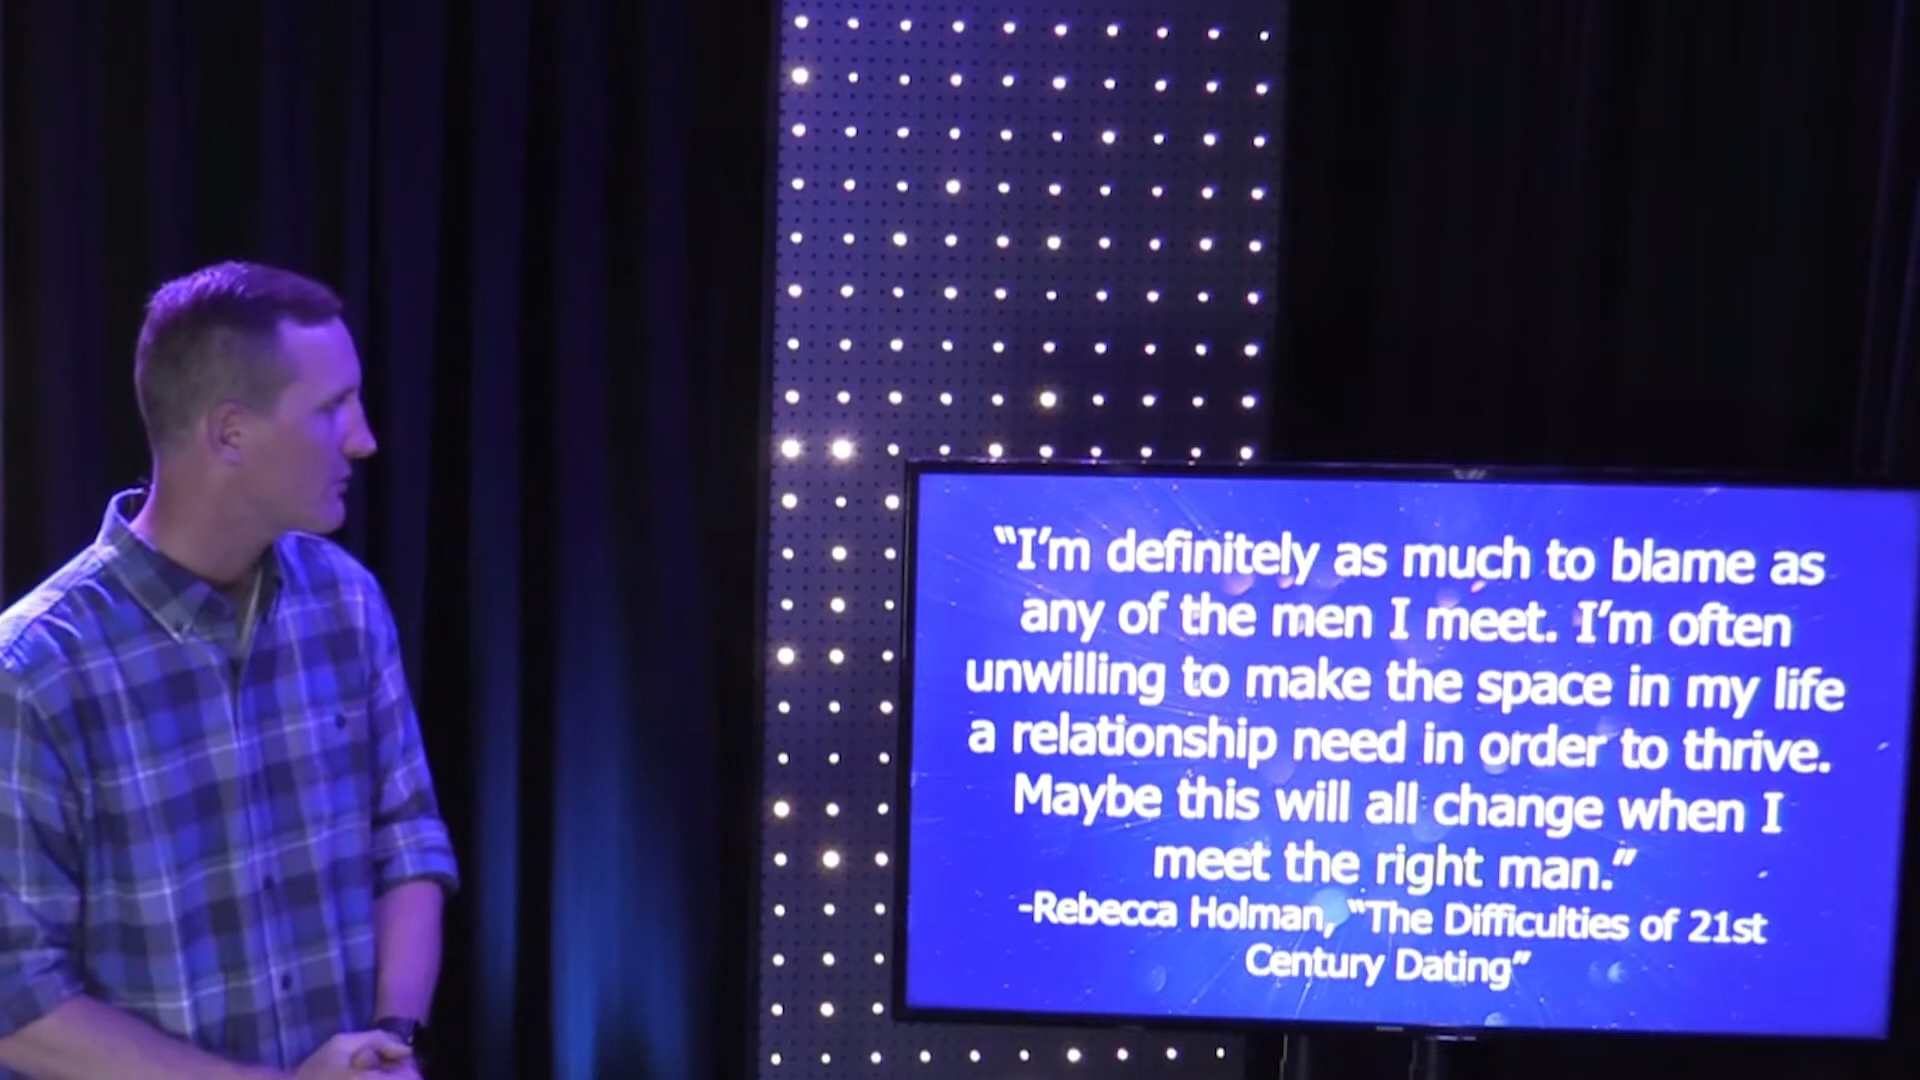 “I’m definitely as much to blame as
any of the men I meet. I’m often
unwilling to make the space in my life
a relationship need in order to thrive.
Maybe this will all change when I
meet the right man.”
-Rebecca Holman, “The Difficulties of 21st
Century Dating”